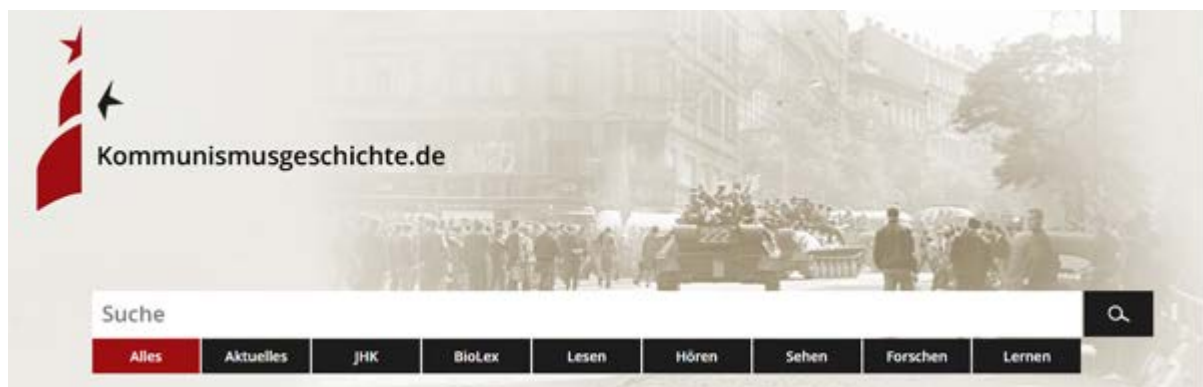 Kommunismusgeschichte.de
Suche
Alles Aktuelles JHK BioLex Lesen Hören Sehen Forschen Lernen